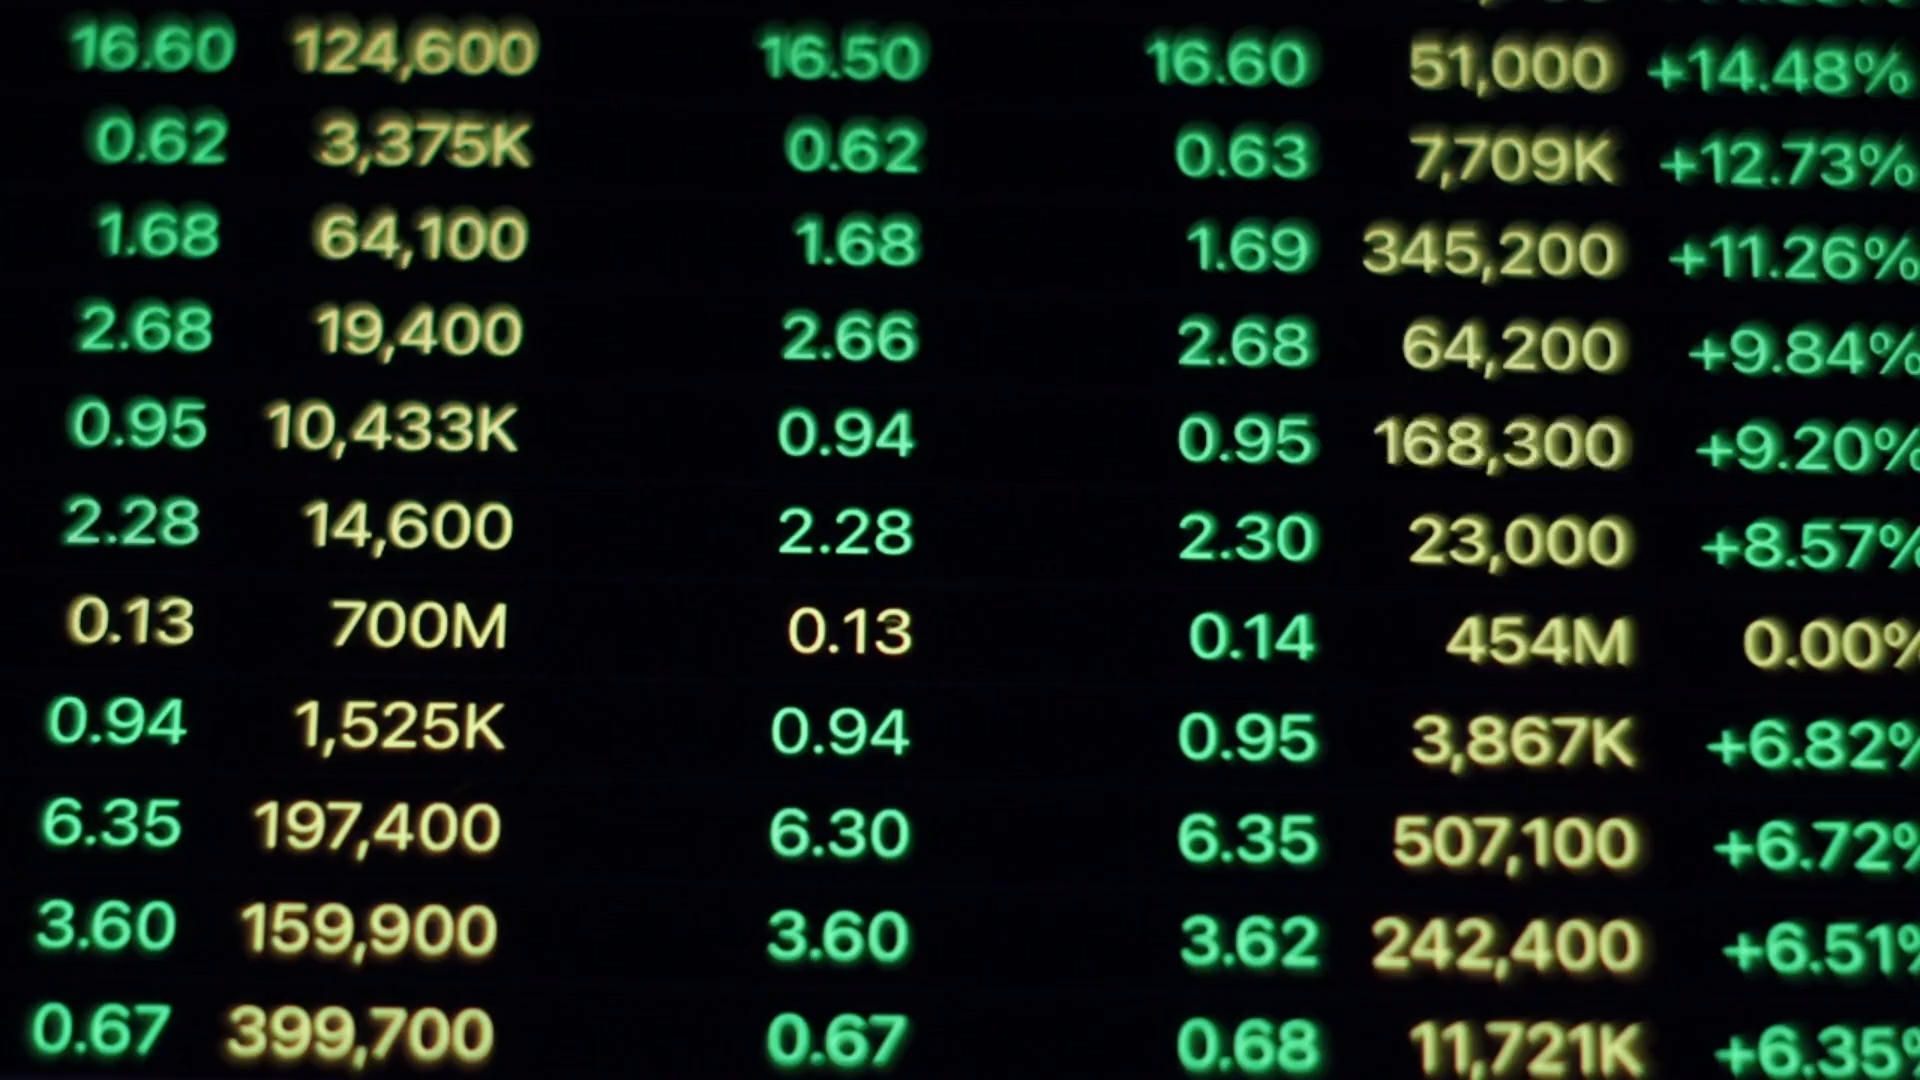 16.60 124,600 16.50 16.60 51,000 +14.48%
0.62 3,375K 0.62 0.63 7,709K +12.73%
1.68 64,100 1.68 1.69 345,200 +11.26%
2.68 19,400 2.66 2.68 64,200 +9.84%
0.95 10,433K 0.94 0.95 168,300 +9.20%
2.28 14,600 2.28 2.30 23,000 +8.57%
0.13 700M 0.13 0.14 454M 0.00%
0.94 1,525K 0.94 0.95 3,867K +6.82%
6.35 197,400 6.30 6.35 507,100 +6.72%
3.60 159,900 3.60 3.62 242,400 +6.51%
0.67 399,700 0.67 0.68 11,721K +6.35%